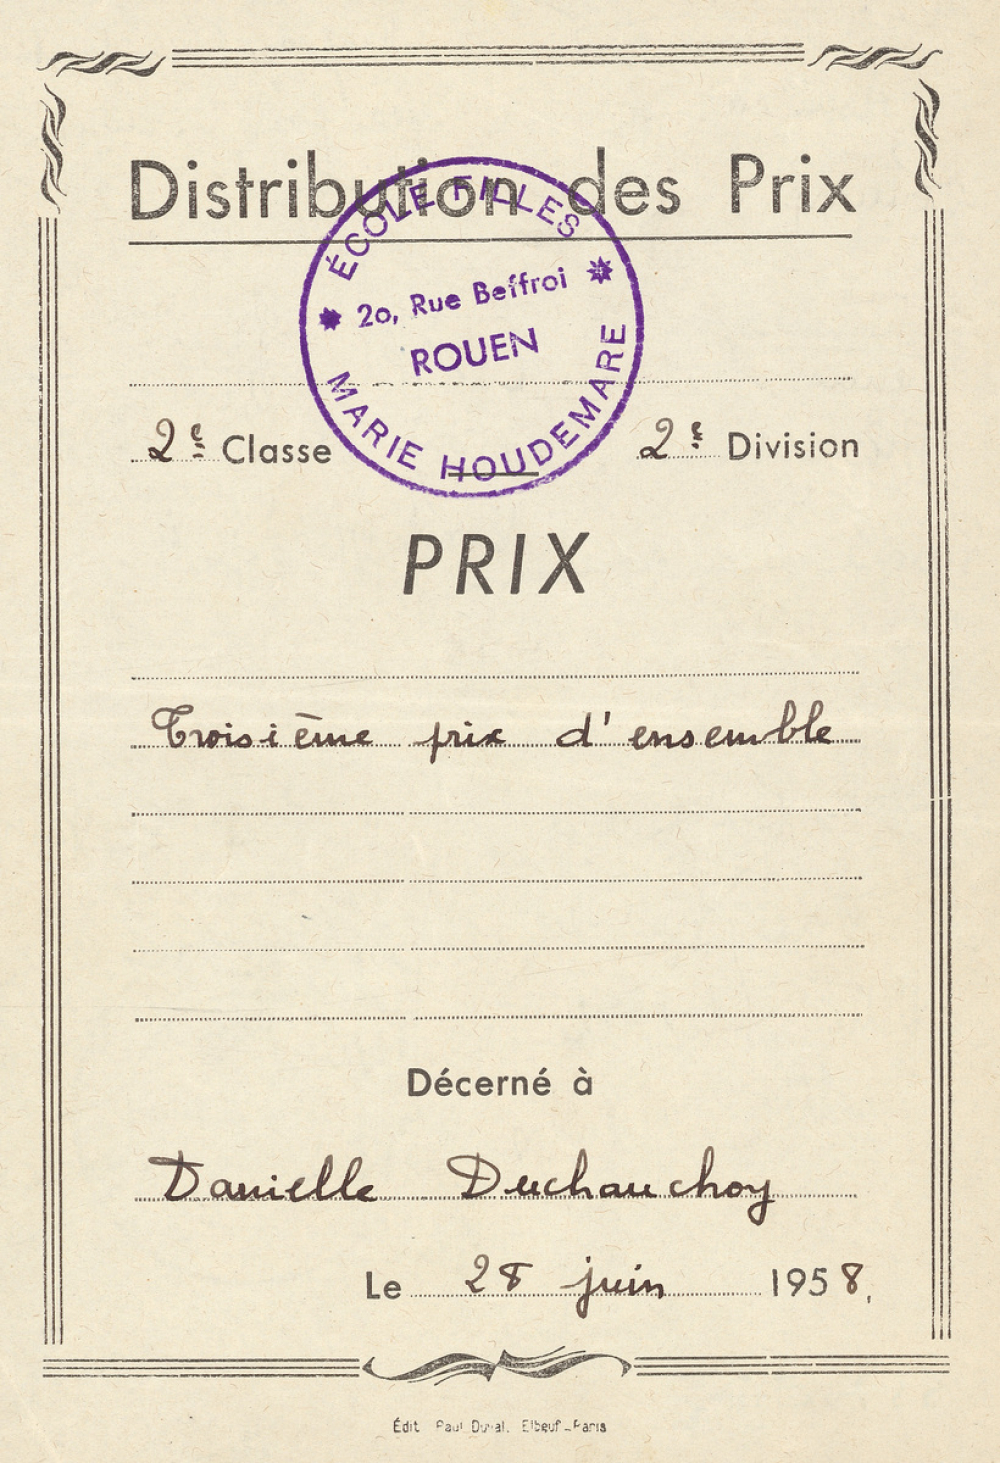 Distribution des Prix
ÉCOLE FILLES
20, Rue Beffroi
ROUEN
MARIE HOUDEMARE
2e Classe 2e Division
PRIX
Troisième prix d'ensemble
Décerné à
Danielle Duchauchoy
Le 28 juin 1958.
Édit. Paul Duval, Elbeuf-Paris